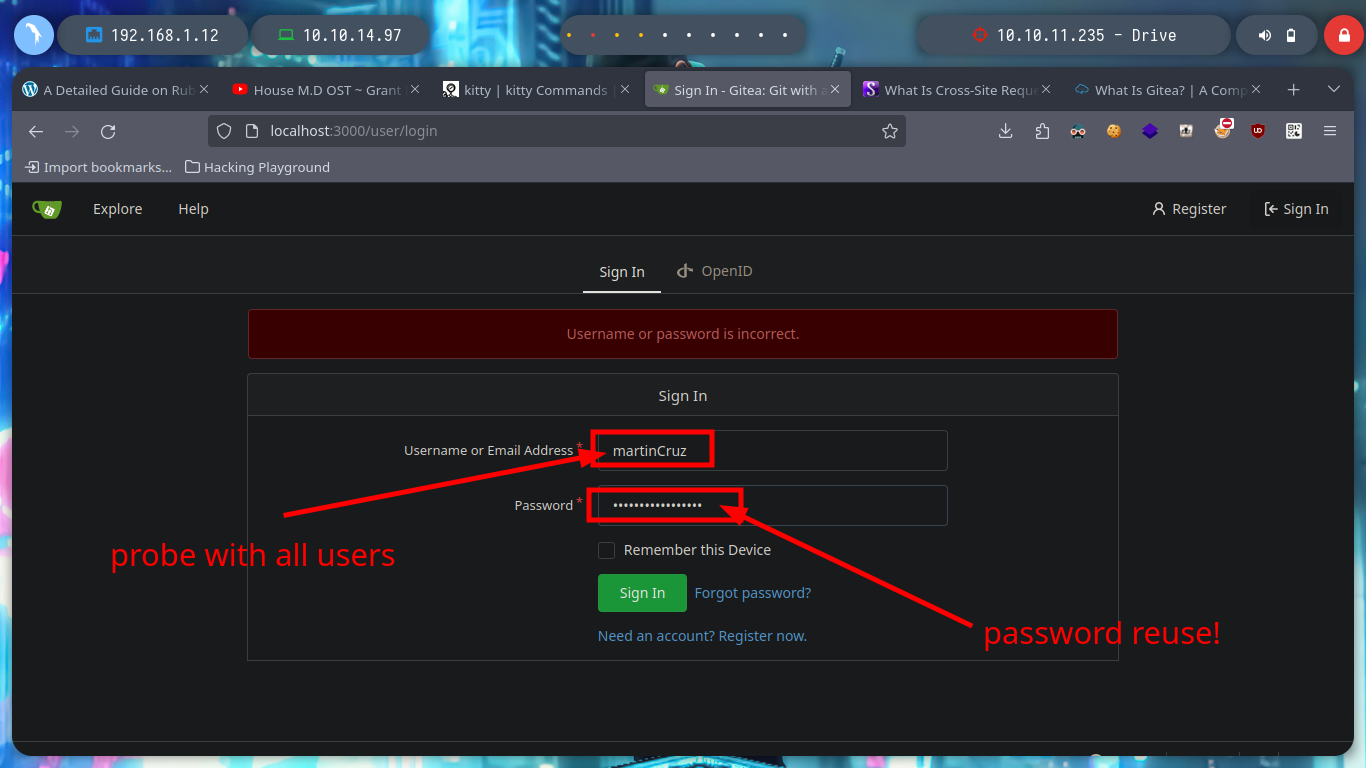 192.168.1.12
10.10.14.97
10.10.11.235 - Drive
A Detailed Guide on Rub
House M.D OST ~ Grant
kitty | kitty Commands |
Sign In - Gitea: Git with a
What Is Cross-Site Reque
What Is Gitea? | A Comp
localhost:3000/user/login
Import bookmarks...
Hacking Playground
Explore
Help
Register
Sign In
Sign In
OpenID
Username or password is incorrect.
Sign In
Username or Email Address *
martinCruz
Password *
•••••••••••••••••
probe with all users
Remember this Device
Sign In
Forgot password?
password reuse!
Need an account? Register now.